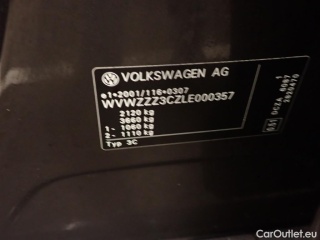 VOLKSWAGEN AG
e1*2001/116*0307
WVWZZZ3CZLE000357
2120 kg
3660 kg
1- 1060 kg
2- 1110 kg
Typ 3C
CarOutlet.eu